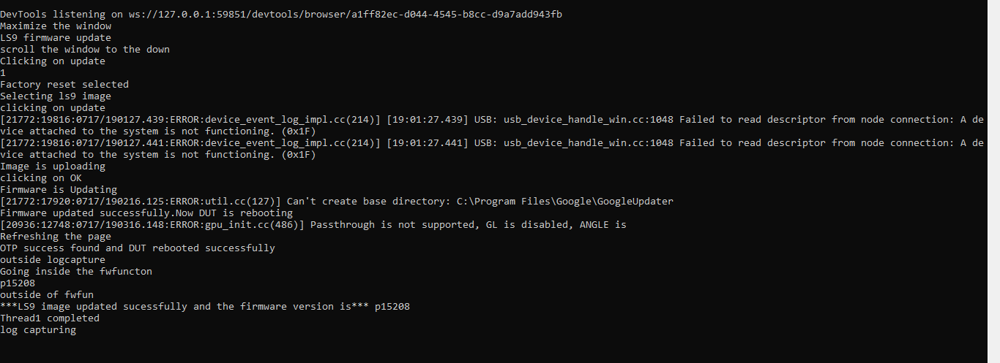 DevTools listening on ws://127.0.0.1:59851/devtools/browser/a1ff82ec-d044-4545-b8cc-d9a7add943fb
Maximize the window
LS9 firmware update
scroll the window to the down
Clicking on update
1
Factory reset selected
Selecting ls9 image
clicking on update
[21772:19816:0717/190127.439:ERROR:device_event_log_impl.cc(214)] [19:01:27.439] USB: usb_device_handle_win.cc:1048 Failed to read descriptor from node connection: A de
vice attached to the system is not functioning. (0x1F)
[21772:19816:0717/190127.441:ERROR:device_event_log_impl.cc(214)] [19:01:27.441] USB: usb_device_handle_win.cc:1048 Failed to read descriptor from node connection: A de
vice attached to the system is not functioning. (0x1F)
Image is uploading
clicking on OK
Firmware is Updating
[21772:17920:0717/190216.125:ERROR:util.cc(127)] Can't create base directory: C:\Program Files\Google\GoogleUpdater
Firmware updated successfully.Now DUT is rebooting
[20936:12748:0717/190316.148:ERROR:gpu_init.cc(486)] Passthrough is not supported, GL is disabled, ANGLE is
Refreshing the page
OTP success found and DUT rebooted successfully
outside logcapture
Going inside the fwfuncton
p15208
outside of fwfun
***LS9 image updated sucessfully and the firmware version is*** p15208
Thread1 completed
log capturing